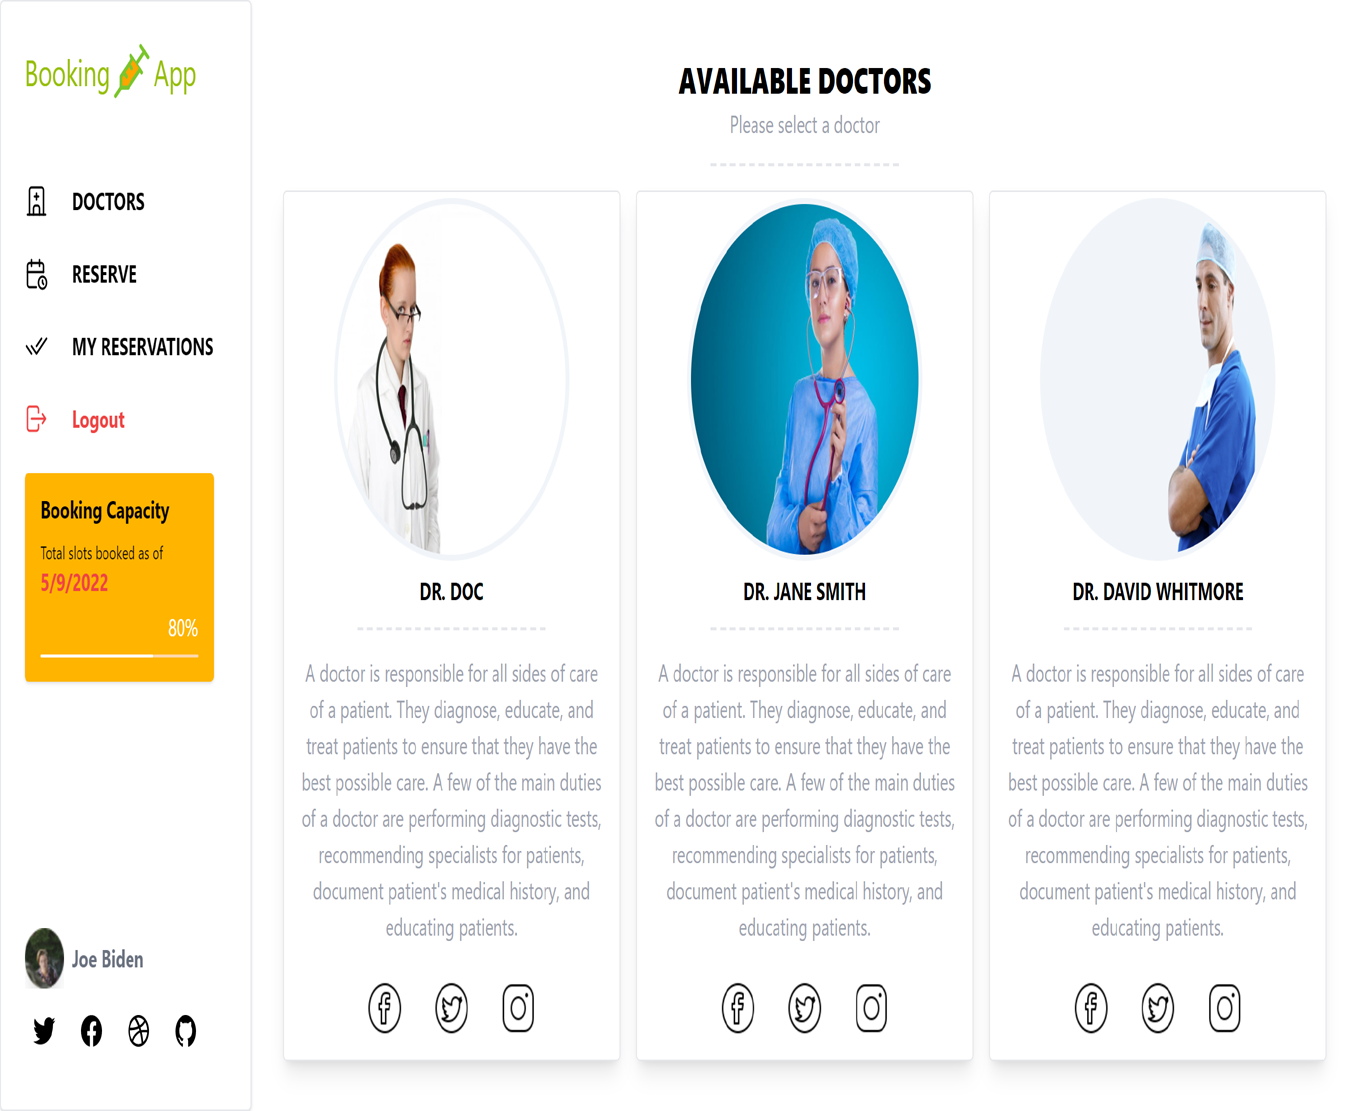 Booking App
DOCTORS
RESERVE
MY RESERVATIONS
Logout
Booking Capacity
Total slots booked as of
5/9/2022
80%
Joe Biden
AVAILABLE DOCTORS
Please select a doctor
DR. DOC
A doctor is responsible for all sides of care
of a patient. They diagnose, educate, and
treat patients to ensure that they have the
best possible care. A few of the main duties
of a doctor are performing diagnostic tests,
recommending specialists for patients,
document patient's medical history, and
educating patients.
DR. JANE SMITH
A doctor is responsible for all sides of care
of a patient. They diagnose, educate, and
treat patients to ensure that they have the
best possible care. A few of the main duties
of a doctor are performing diagnostic tests,
recommending specialists for patients,
document patient's medical history, and
educating patients.
DR. DAVID WHITMORE
A doctor is responsible for all sides of care
of a patient. They diagnose, educate, and
treat patients to ensure that they have the
best possible care. A few of the main duties
of a doctor are performing diagnostic tests,
recommending specialists for patients,
document patient's medical history, and
educating patients.